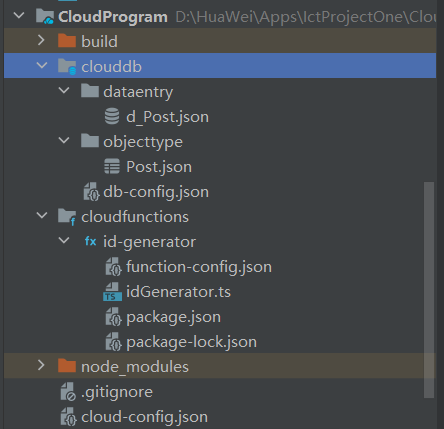 CloudProgram D:\HuaWei\Apps\IctProjectOne\Clou
build
clouddb
dataentry
d_Post.json
objecttype
Post.json
db-config.json
cloudfunctions
fx id-generator
function-config.json
TS idGenerator.ts
package.json
package-lock.json
node_modules
.gitignore
cloud-config.json